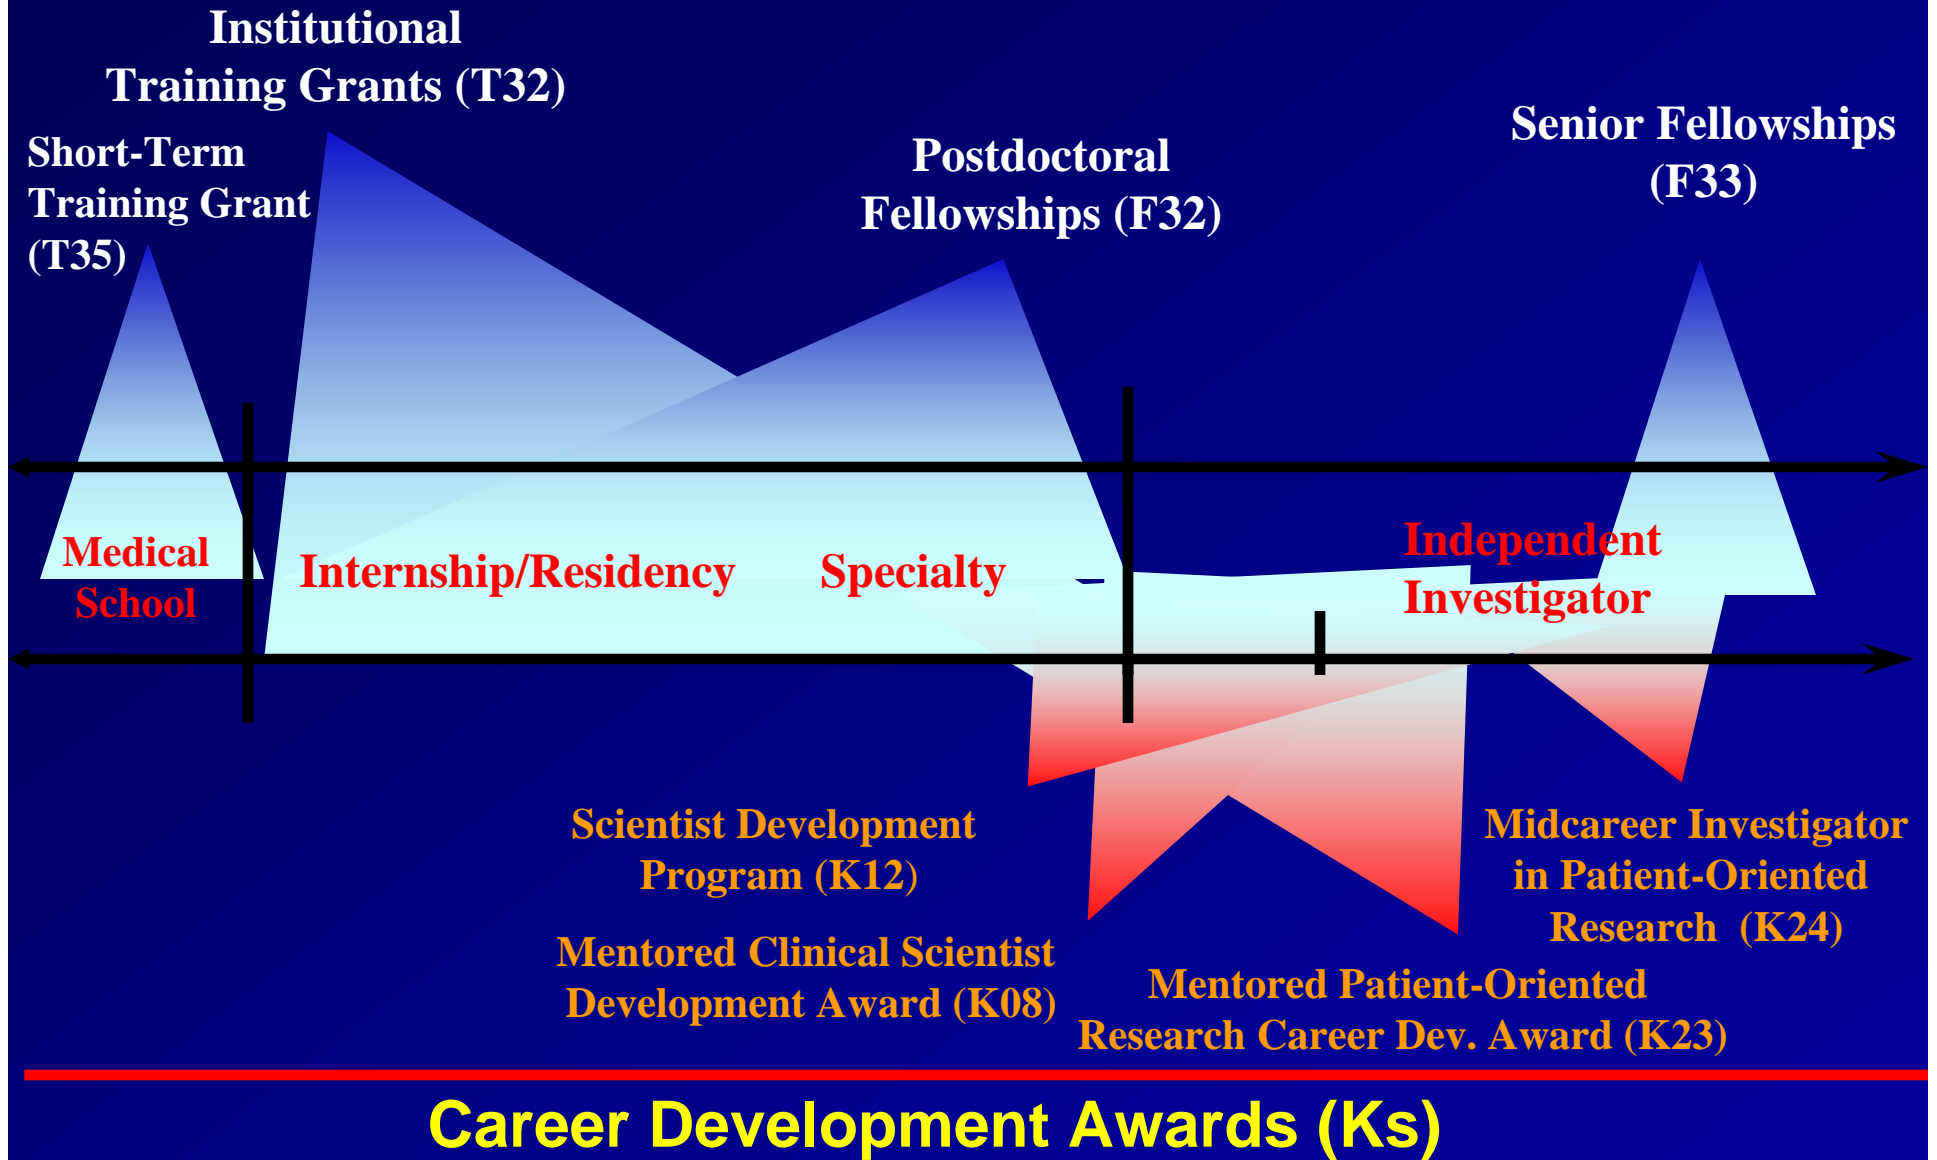 Institutional
Training Grants (T32)
Short-Term
Training Grant
(T35)
Postdoctoral
Fellowships (F32)
Senior Fellowships
(F33)
Medical
School
Internship/Residency
Specialty
Independent
Investigator
Scientist Development
Program (K12)
Mentored Clinical Scientist
Development Award (K08)
Midcareer Investigator
in Patient-Oriented
Research (K24)
Mentored Patient-Oriented
Research Career Dev. Award (K23)
Career Development Awards (Ks)